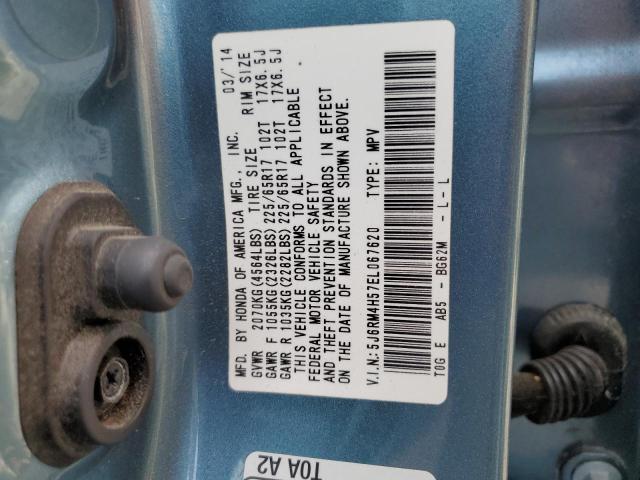 MFD. BY HONDA OF AMERICA MFG., INC. 03/'14
GVWR 2070KG(4564LBS) TIRE SIZE RIM SIZE
GAWR F 1055KG(2326LBS) 225/65R17 102T 17X6.5J
GAWR R 1035KG(2282LBS) 225/65R17 102T 17X6.5J
THIS VEHICLE CONFORMS TO ALL APPLICABLE
FEDERAL MOTOR VEHICLE SAFETY
AND THEFT PREVENTION STANDARDS IN EFFECT
ON THE DATE OF MANUFACTURE SHOWN ABOVE.
V.I.N.:5J6RM4H57EL067620 TYPE: MPV
T0G E AB5 - BG62M - L - L
T0A A2